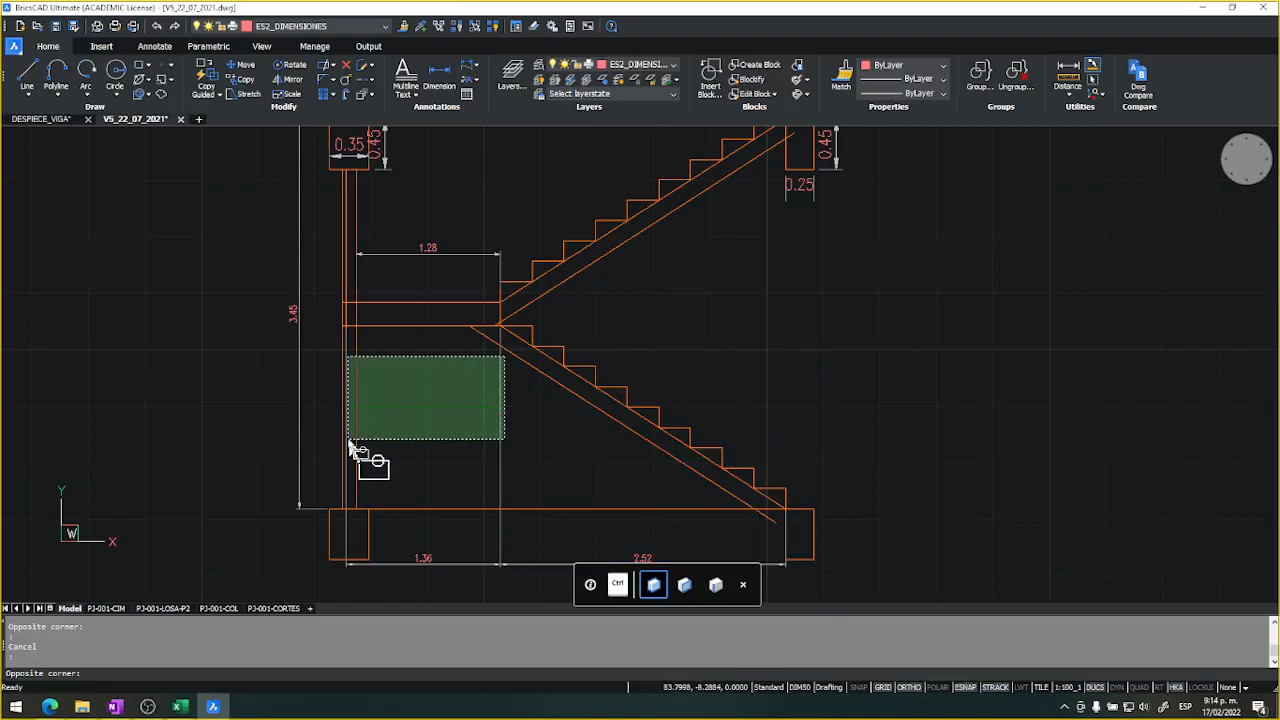 BricsCAD Ultimate (ACADEMIC License) - [V5_22_07_2021.dwg]
ES2_DIMENSIONES
Home Insert Annotate Parametric View Manage Output
Line Polyline Arc Circle
Copy Guided Move Copy Stretch Rotate Mirror Scale
Multiline Text Dimension
Layers... ES2_DIMENSI... Select layerstate
Insert Block... Create Block Blockify Edit Block
Match ByLayer ByLayer ByLayer
Group... Ungroup... Distance Dwg Compare
Draw Modify Annotations Layers Blocks Properties Groups Utilities Compare
DESPIECE_VIGA* V5_22_07_2021*
0.35 0.45 0.45
0.25
1.28
3.45
1.36 2.52
Y
W X
Ctrl
Model PJ-001-CIM PJ-001-LOSA-P2 PJ-001-COL PJ-001-CORTES
Opposite corner:
:
Cancel
:
Opposite corner:
Ready 83.7998, -8.2884, 0.0000 Standard DIM50 Drafting SNAP GRID ORTHO POLAR ESNAP STRACK LWT TILE 1:100_1 DUCS DYN QUAD RT HKA LOCKUI None
ESP 9:14 p. m.
17/02/2022
4